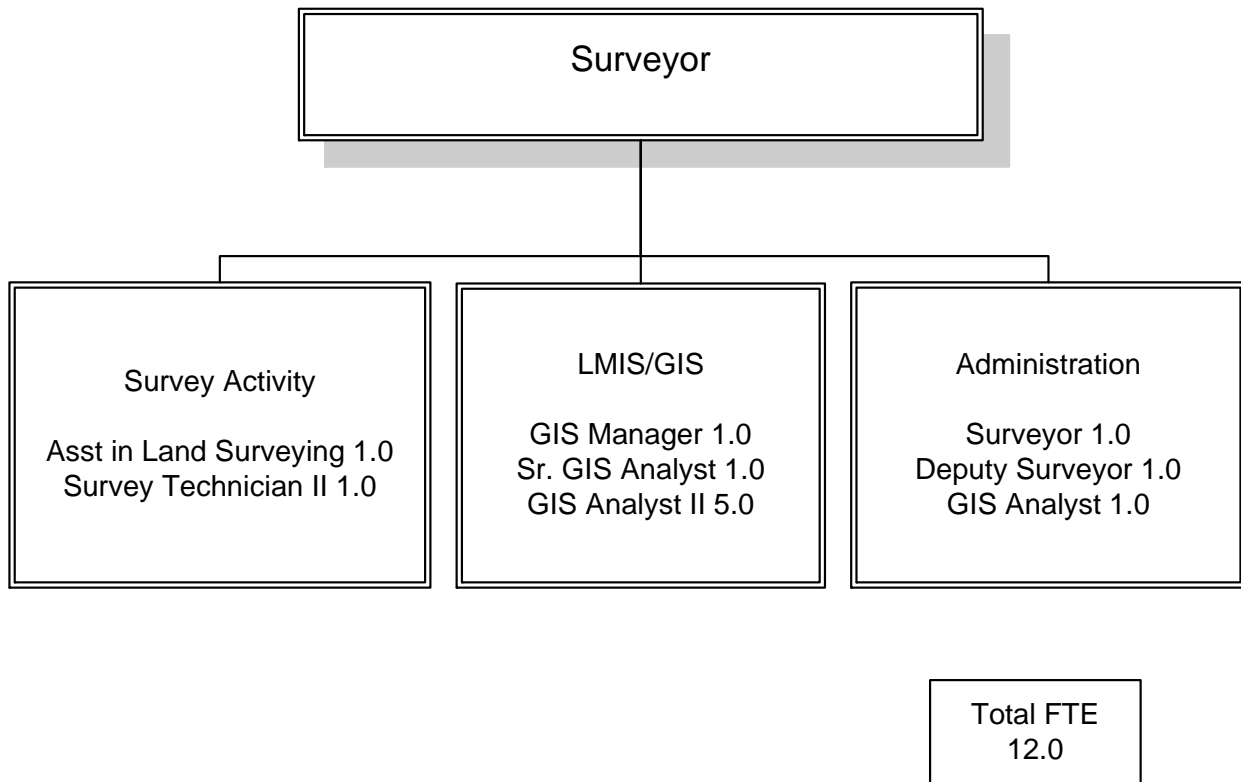 Surveyor
Survey Activity
Asst in Land Surveying 1.0
Survey Technician II 1.0
LMIS/GIS
GIS Manager 1.0
Sr. GIS Analyst 1.0
GIS Analyst II 5.0
Administration
Surveyor 1.0
Deputy Surveyor 1.0
GIS Analyst 1.0
Total FTE
12.0